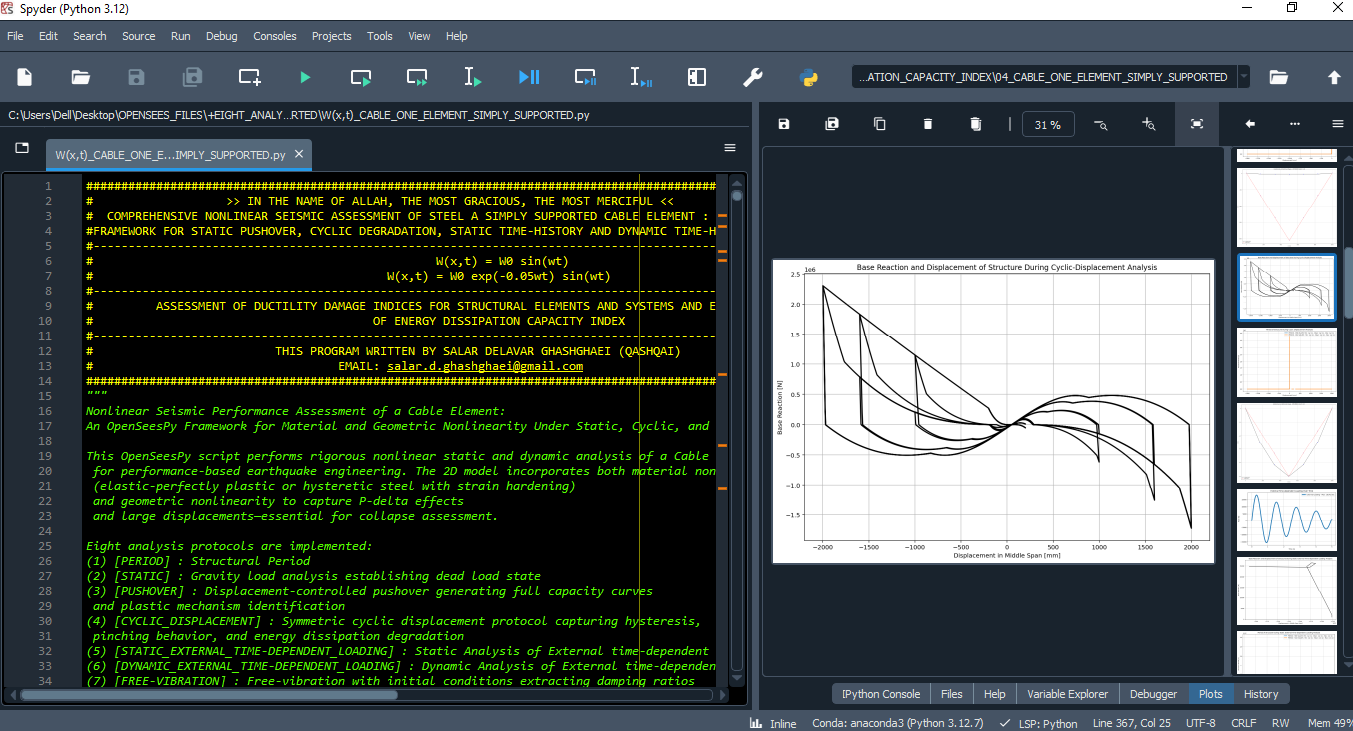 Spyder (Python 3.12)
File Edit Search Source Run Debug Consoles Projects Tools View Help
...ATION_CAPACITY_INDEX\04_CABLE_ONE_ELEMENT_SIMPLY_SUPPORTED
C:\Users\Dell\Desktop\OPENSEES_FILES\+EIGHT_ANALY...RTED\W(x,t)_CABLE_ONE_ELEMENT_SIMPLY_SUPPORTED.py
31 %
W(x,t)_CABLE_ONE_E...IMPLY_SUPPORTED.py
1 ##########################################################################################
2 # >> IN THE NAME OF ALLAH, THE MOST GRACIOUS, THE MOST MERCIFUL <<
3 # COMPREHENSIVE NONLINEAR SEISMIC ASSESSMENT OF STEEL A SIMPLY SUPPORTED CABLE ELEMENT :
4 #FRAMEWORK FOR STATIC PUSHOVER, CYCLIC DEGRADATION, STATIC TIME-HISTORY AND DYNAMIC TIME-H
5 #-----------------------------------------------------------------------------------------
6 # W(x,t) = W0 sin(wt)
7 # W(x,t) = W0 exp(-0.05wt) sin(wt)
8 #-----------------------------------------------------------------------------------------
9 # ASSESSMENT OF DUCTILITY DAMAGE INDICES FOR STRUCTURAL ELEMENTS AND SYSTEMS AND E
10 # OF ENERGY DISSIPATION CAPACITY INDEX
11 #-----------------------------------------------------------------------------------------
12 # THIS PROGRAM WRITTEN BY SALAR DELAVAR GHASHGHAEI (QASHQAI)
13 # EMAIL: salar.d.ghashghaei@gmail.com
14 ##########################################################################################
15 """
16 Nonlinear Seismic Performance Assessment of a Cable Element:
17 An OpenSeesPy Framework for Material and Geometric Nonlinearity Under Static, Cyclic, and
18
19 This OpenSeesPy script performs rigorous nonlinear static and dynamic analysis of a Cable
20 for performance-based earthquake engineering. The 2D model incorporates both material non
21 (elastic-perfectly plastic or hysteretic steel with strain hardening)
22 and geometric nonlinearity to capture P-delta effects
23 and large displacements—essential for collapse assessment.
24
25 Eight analysis protocols are implemented:
26 (1) [PERIOD] : Structural Period
27 (2) [STATIC] : Gravity load analysis establishing dead load state
28 (3) [PUSHOVER] : Displacement-controlled pushover generating full capacity curves
29 and plastic mechanism identification
30 (4) [CYCLIC_DISPLACEMENT] : Symmetric cyclic displacement protocol capturing hysteresis,
31 pinching behavior, and energy dissipation degradation
32 (5) [STATIC_EXTERNAL_TIME-DEPENDENT_LOADING] : Static Analysis of External time-dependent
33 (6) [DYNAMIC_EXTERNAL_TIME-DEPENDENT_LOADING] : Dynamic Analysis of External time-dependen
34 (7) [FREE-VIBRATION] : Free-vibration with initial conditions extracting damping ratios
1e6
Base Reaction and Displacement of Structure During Cyclic-Displacement Analysis
2.5
2.0
1.5
1.0
0.5
0.0
−0.5
−1.0
−1.5
Base Reaction [N]
−2000 −1500 −1000 −500 0 500 1000 1500 2000
Displacement in Middle Span [mm]
IPython Console Files Help Variable Explorer Debugger Plots History
Inline Conda: anaconda3 (Python 3.12.7) LSP: Python Line 367, Col 25 UTF-8 CRLF RW Mem 49%